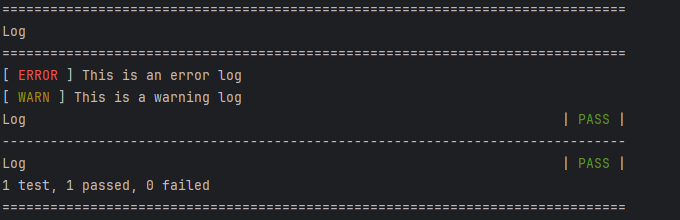 ==============================================================================
Log
==============================================================================
[ ERROR ] This is an error log
[ WARN ] This is a warning log
Log                                                                   | PASS |
------------------------------------------------------------------------------
Log                                                                   | PASS |
1 test, 1 passed, 0 failed
==============================================================================